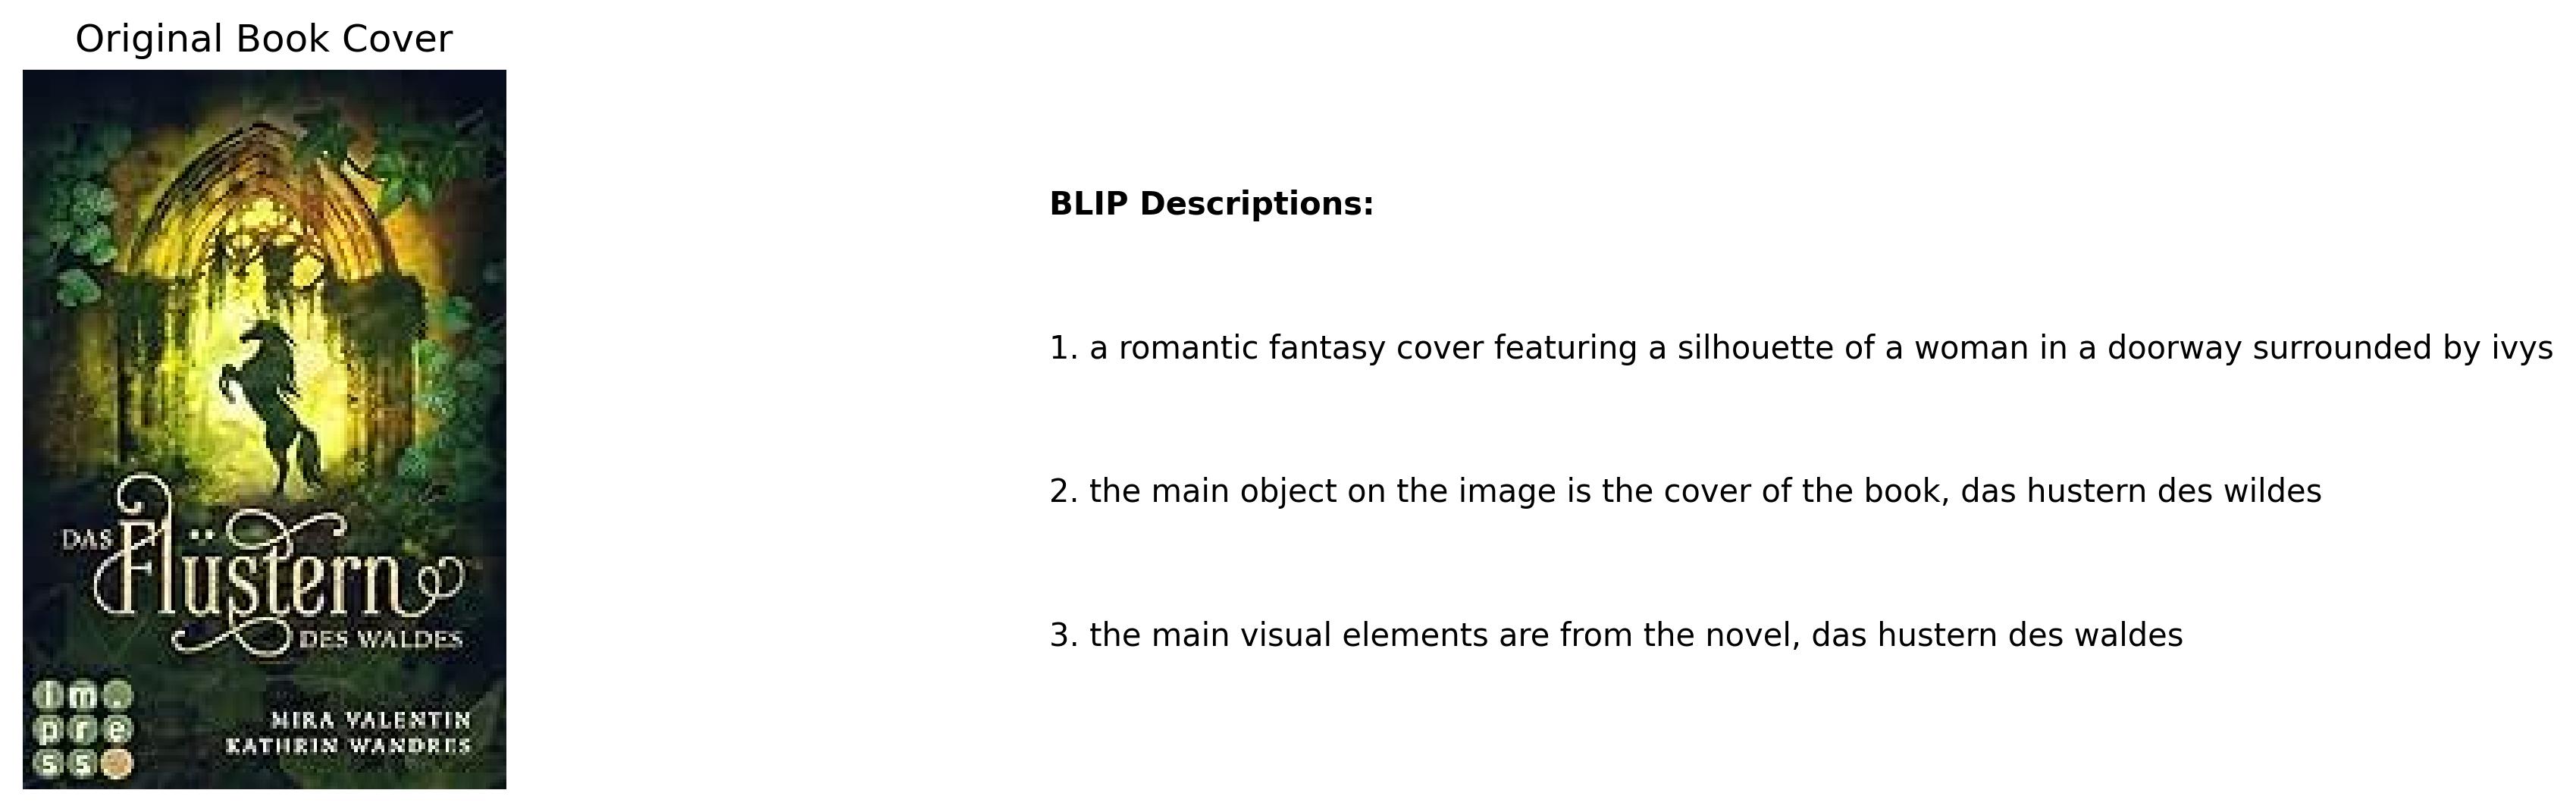 Original Book Cover
DAS
Flüstern
DES WALDES
im.
pre
ss
MIRA VALENTIN
KATHRIN WANDRES
BLIP Descriptions:
1. a romantic fantasy cover featuring a silhouette of a woman in a doorway surrounded by ivys
2. the main object on the image is the cover of the book, das hustern des wildes
3. the main visual elements are from the novel, das hustern des waldes